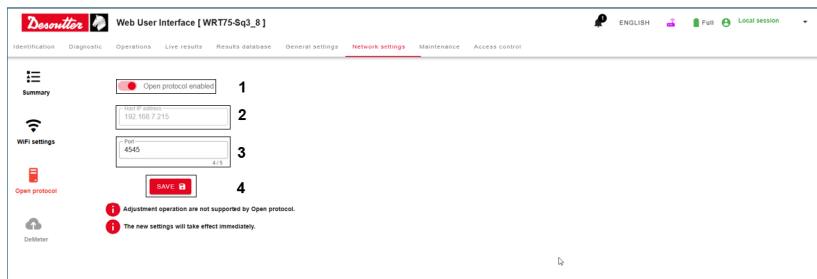 Desoutter Web User Interface [ WRT75-Sq3_8 ] ENGLISH Full Local session
Identification Diagnostic Operations Live results Results database General settings Network settings Maintenance Access control
Summary
Open protocol enabled 1
Host IP address
192.168.7.215 2
WiFi settings
Port
4545 3
4 / 5
Open protocol
SAVE 4
Adjustment operation are not supported by Open protocol.
The new settings will take effect immediately.
DeMeter